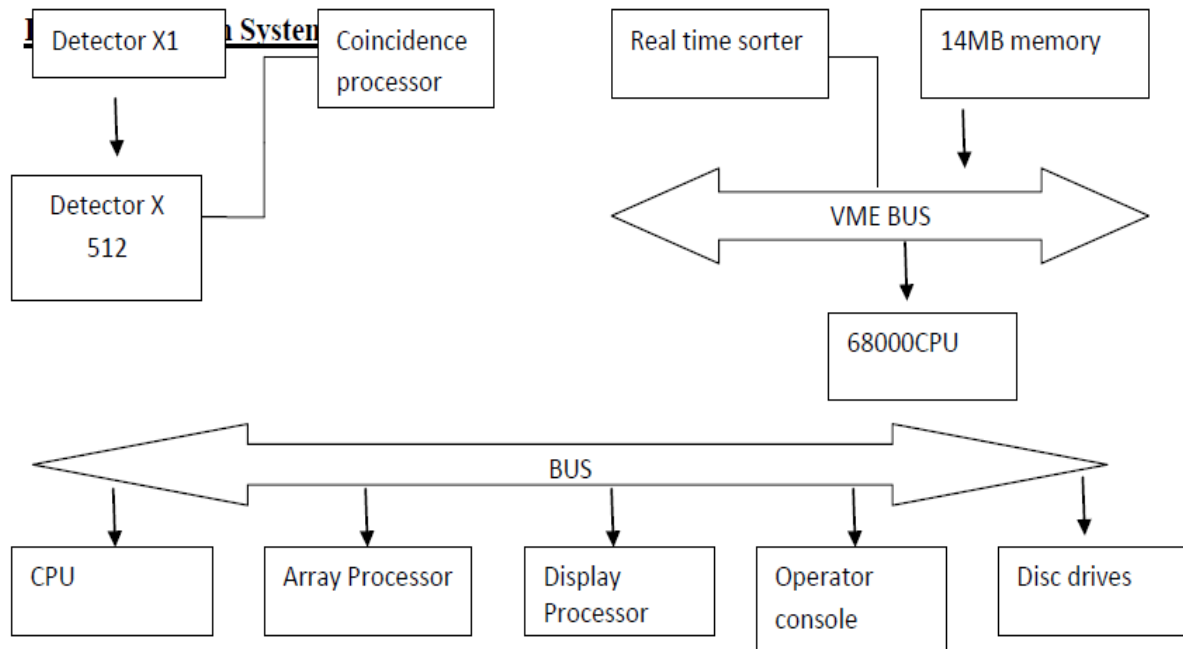 Detector X1
System
Coincidence
processor
Real time sorter
14MB memory
Detector X
512
VME BUS
68000CPU
BUS
CPU
Array Processor
Display
Processor
Operator
console
Disc drives